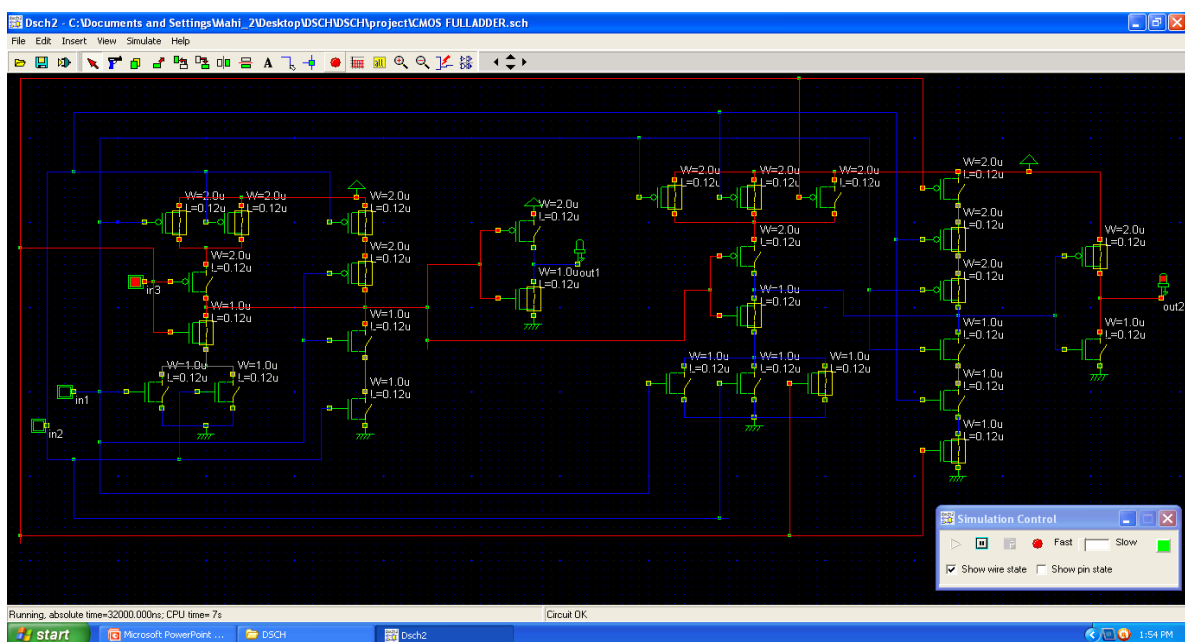 Dsch2 - C:\Documents and Settings\Mahi_2\Desktop\DSCH\DSCH\project\CMOS FULLADDER.sch
File Edit Insert View Simulate Help
A
W=2.0u
L=0.12u
W=2.0u
L=0.12u
W=2.0u
L=0.12u
W=2.0u
L=0.12u
W=2.0u
L=0.12u
W=2.0u
L=0.12u
W=2.0u
L=0.12u
W=2.0u
L=0.12u
W=2.0u
L=0.12u
W=2.0u
L=0.12u
W=2.0u
L=0.12u
W=2.0u
L=0.12u
W=2.0u
L=0.12u
W=2.0u
L=0.12u
in3
out1
W=1.0u
L=0.12u
W=1.0u
L=0.12u
W=1.0u
L=0.12u
W=1.0u
L=0.12u
W=1.0u
L=0.12u
out2
W=1.0u
L=0.12u
W=1.0u
L=0.12u
W=1.0u
L=0.12u
W=1.0u
L=0.12u
W=1.0u
L=0.12u
W=1.0u
L=0.12u
W=1.0u
L=0.12u
in1
in2
W=1.0u
L=0.12u
W=1.0u
L=0.12u
Simulation Control
Fast Slow
Show wire state Show pin state
Running, absolute time=32000.000ns; CPU time= 7s Circuit OK
start Microsoft PowerPoint ... DSCH Dsch2 1:54 PM